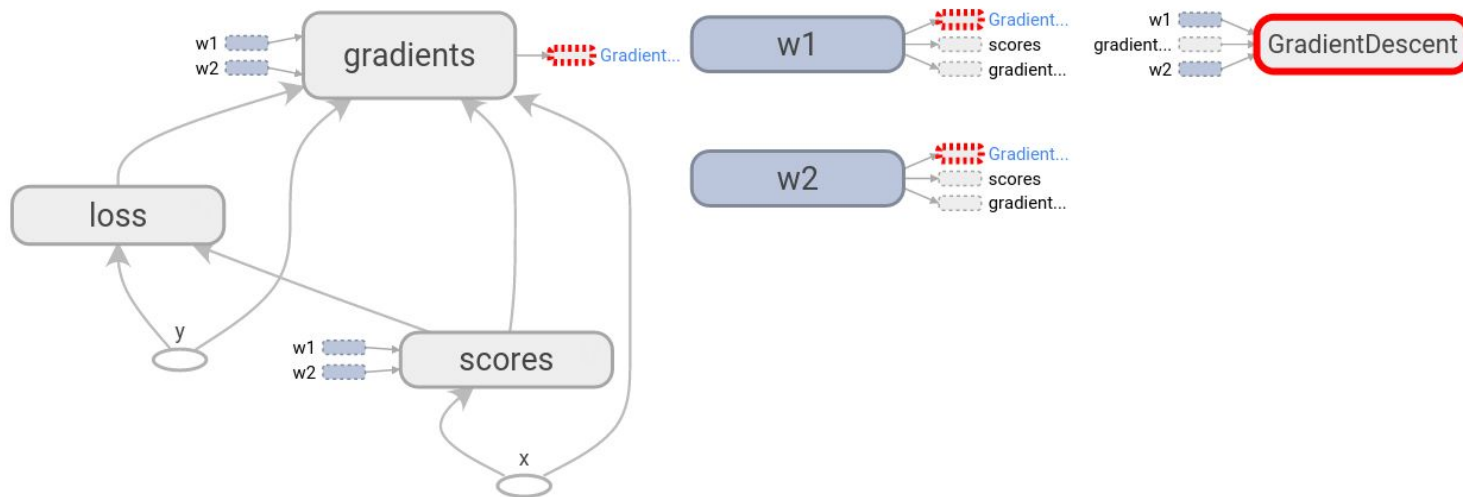 w1
w2
gradients
Gradient...
loss
y
w1
w2
scores
x
w1
Gradient...
scores
gradient...
w2
Gradient...
scores
gradient...
w1
gradient...
w2
GradientDescent